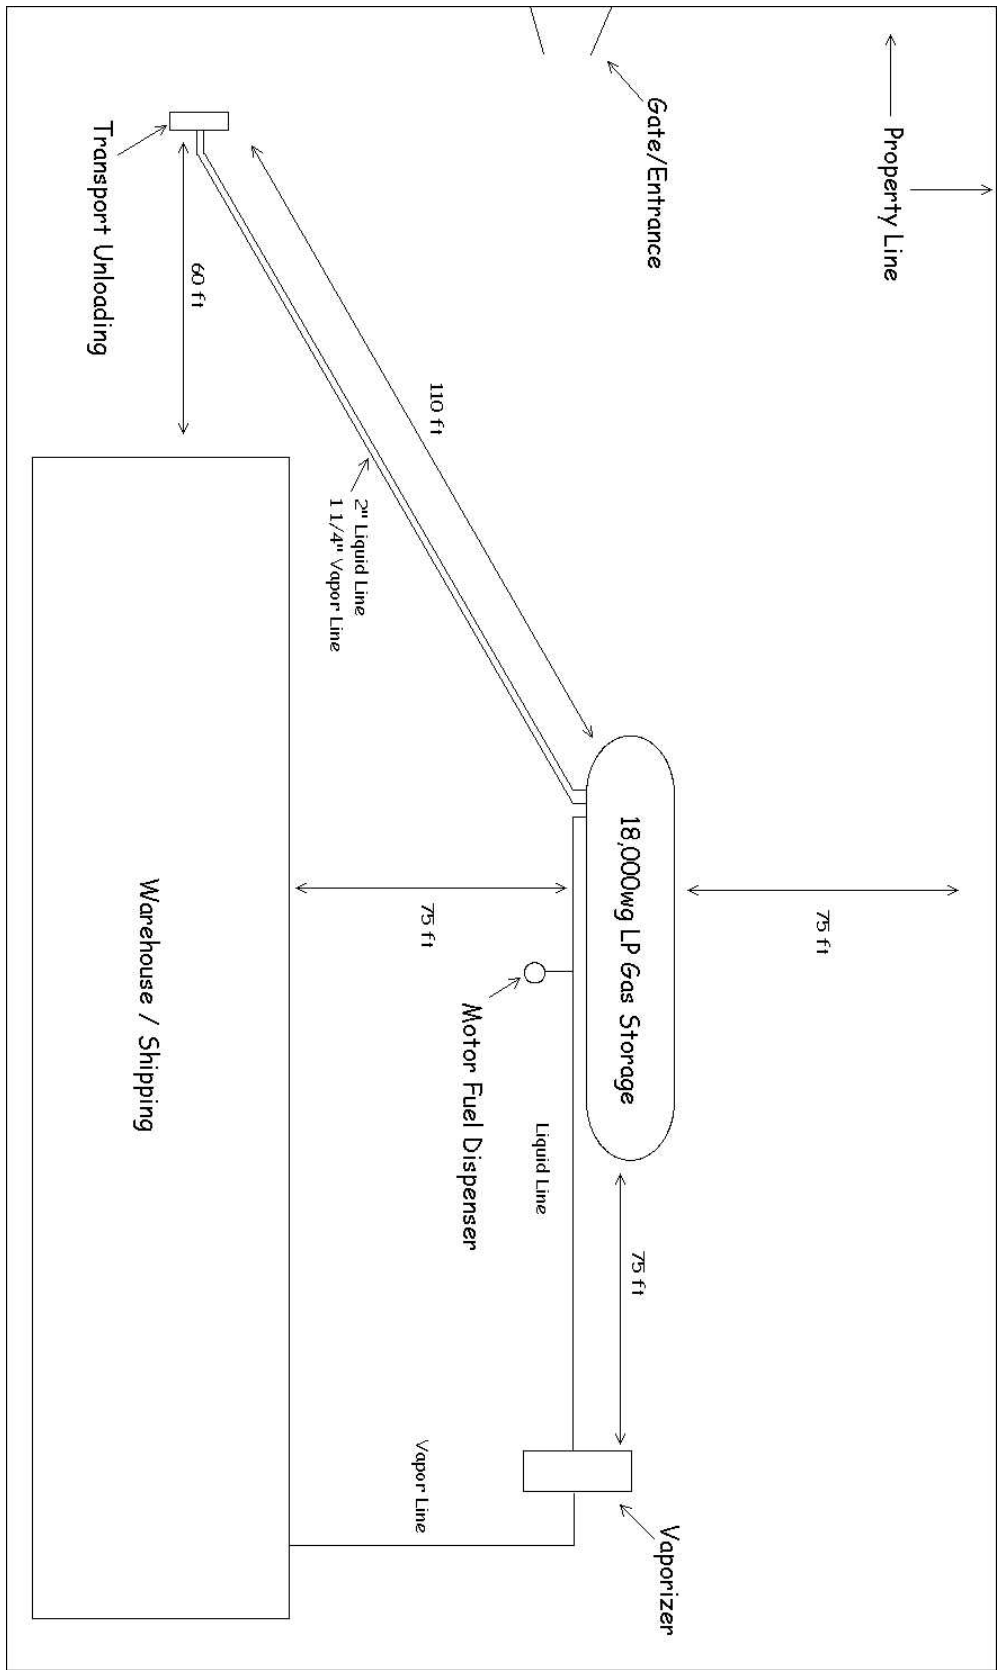 Property Line
Gate/Entrance
75 ft
18,000wg LP Gas Storage
75 ft
Vaporizer
110 ft
Liquid Line
Motor Fuel Dispenser
75 ft
Vapor Line
2" Liquid Line
1 1/4" Vapor Line
60 ft
Transport Unloading
Warehouse / Shipping